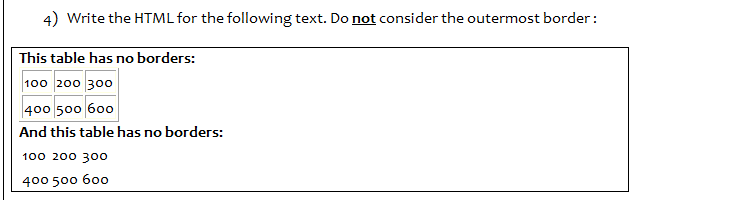 4) Write the HTML for the following text. Do not consider the outermost border :
This table has no borders:
100 200 300
400 500 600
And this table has no borders:
100 200 300
400 500 600